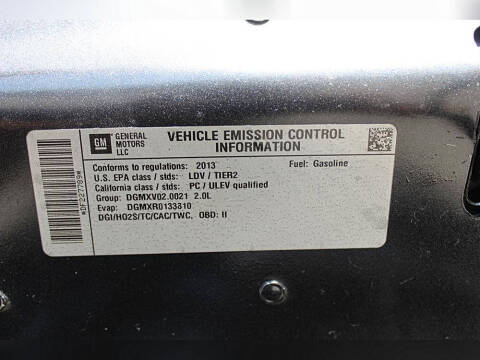 GM GENERAL MOTORS LLC
VEHICLE EMISSION CONTROL
INFORMATION
Conforms to regulations: 2013 Fuel: Gasoline
U.S. EPA class / stds: LDV / TIER2
California class / stds: PC / ULEV qualified
Group: DGMXV02.0021 2.0L
Evap: DGMXR0133810
DGI/HO2S/TC/CAC/TWC, OBD: II